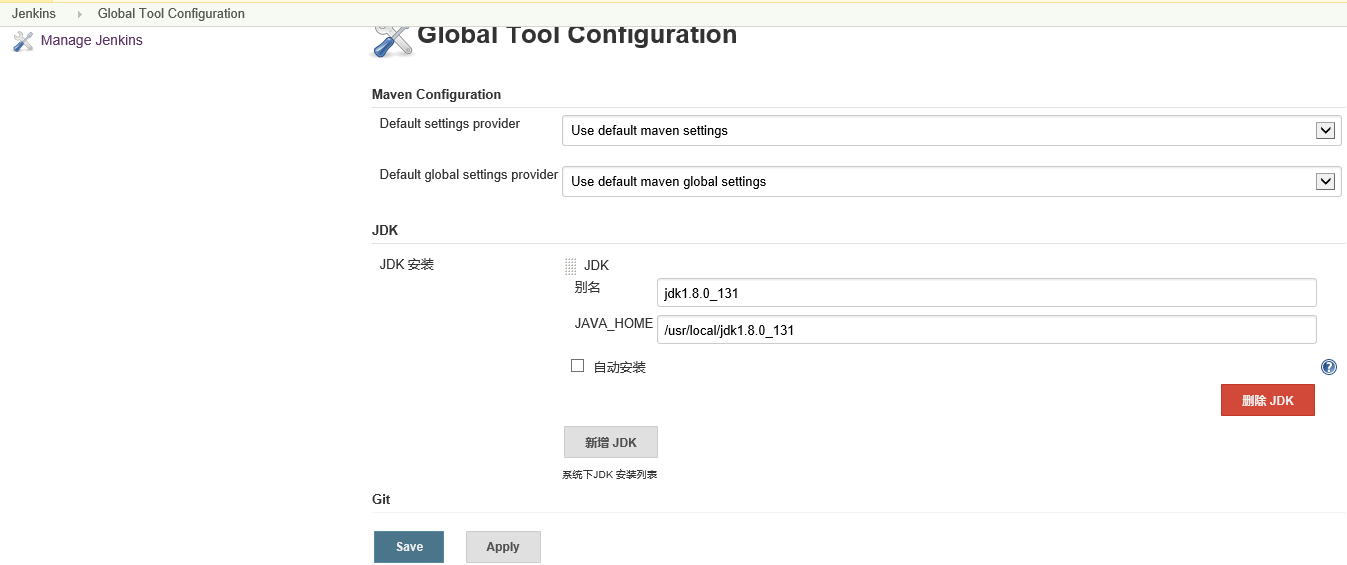 Jenkins Global Tool Configuration
Manage Jenkins
Global Tool Configuration
Maven Configuration
Default settings provider Use default maven settings
Default global settings provider Use default maven global settings
JDK
JDK 安装 JDK
别名 jdk1.8.0_131
JAVA_HOME /usr/local/jdk1.8.0_131
自动安装 ?
删除 JDK
新增 JDK
系统下JDK 安装列表
Git
Save Apply